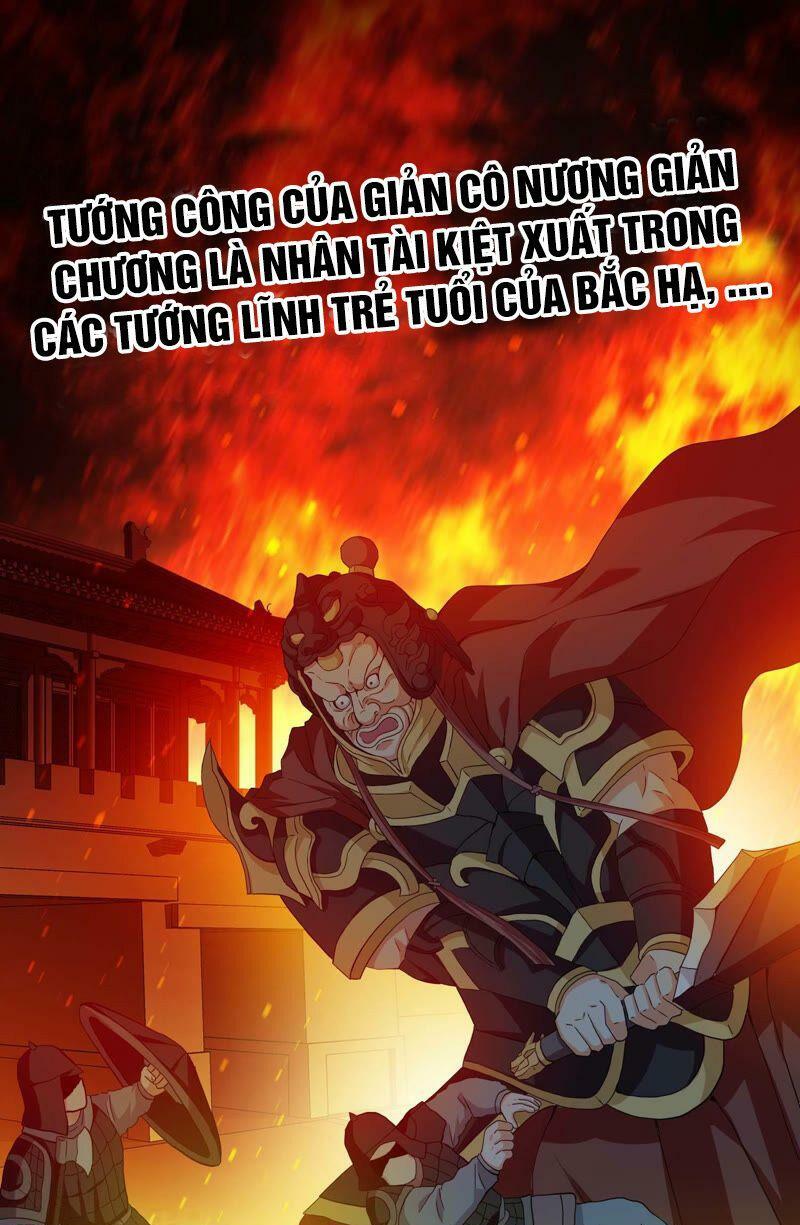 TƯỚNG CÔNG CỦA GIẢN CÔ NƯƠNG GIẢN
CHƯƠNG LÀ NHÂN TÀI KIỆT XUẤT TRONG
CÁC TƯỚNG LĨNH TRẺ TUỔI CỦA BẮC HẠ, ....